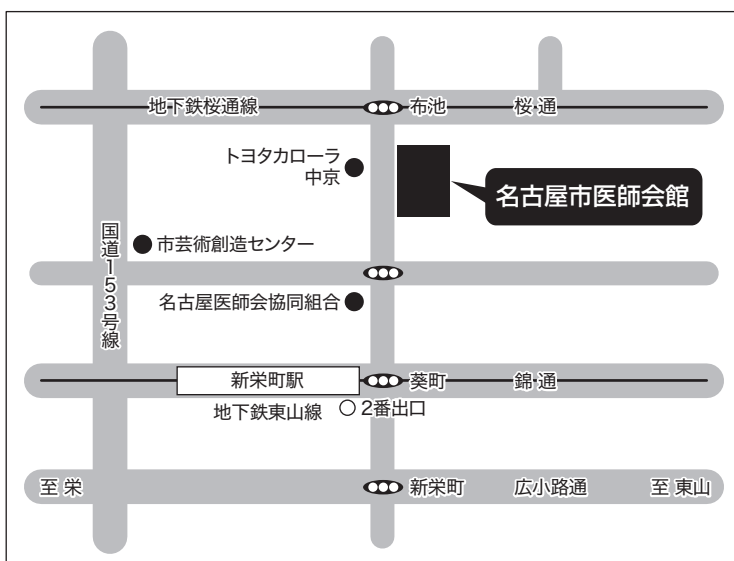 地下鉄桜通線
布池
桜通
トヨタカローラ
中京
名古屋市医師会館
国道153号線
市芸術創造センター
名古屋医師会協同組合
新栄町駅
葵町
錦通
地下鉄東山線
2番出口
至 栄
新栄町
広小路通
至 東山